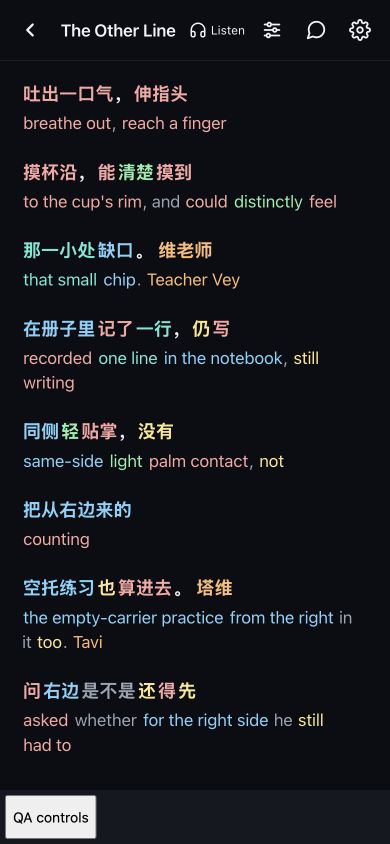 The Other Line Listen
吐出一口气，伸指头
breathe out, reach a finger
摸杯沿，能清楚摸到
to the cup's rim, and could distinctly feel
那一小处缺口。维老师
that small chip. Teacher Vey
在册子里记了一行，仍写
recorded one line in the notebook, still
writing
同侧轻贴掌，没有
same-side light palm contact, not
把从右边来的
counting
空托练习也算进去。塔维
the empty-carrier practice from the right in
it too. Tavi
问右边是不是还得先
asked whether for the right side he still
had to
QA controls